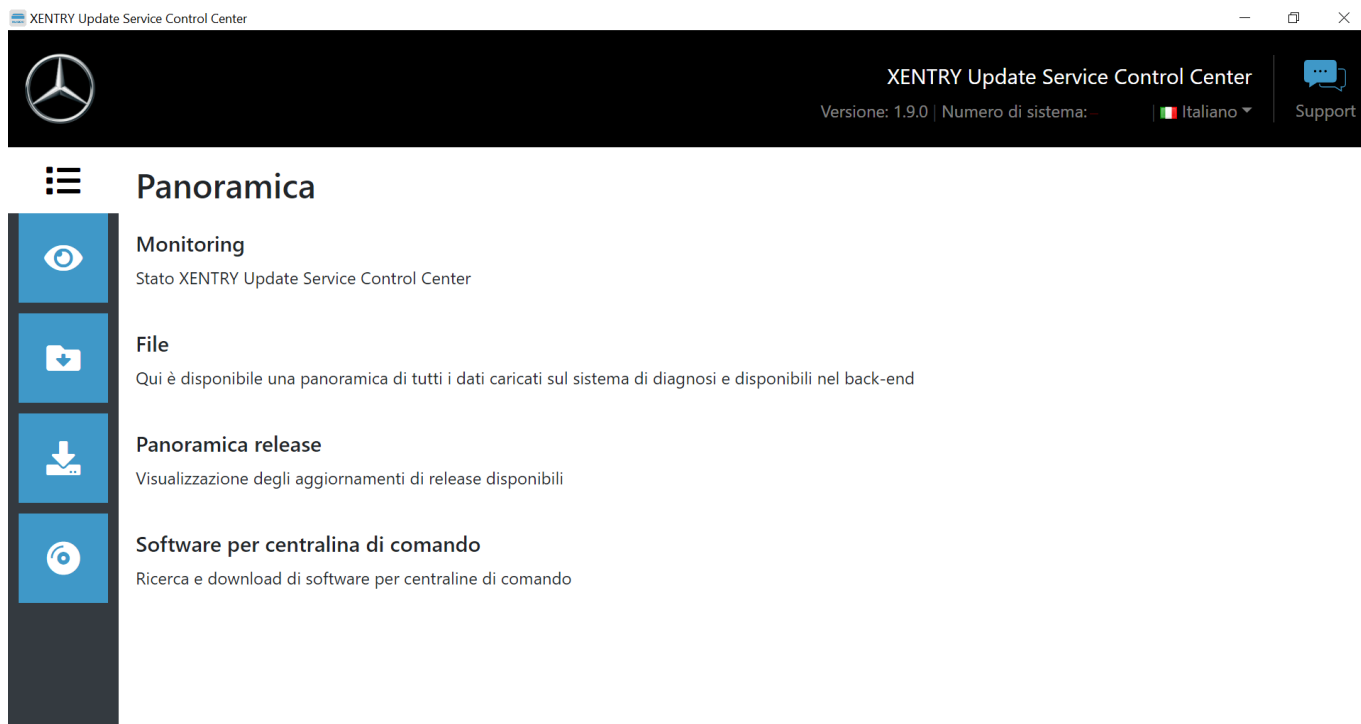 XENTRY Update Service Control Center
XENTRY Update Service Control Center
Versione: 1.9.0 | Numero di sistema: | Italiano
Support
Panoramica
Monitoring
Stato XENTRY Update Service Control Center
File
Qui è disponibile una panoramica di tutti i dati caricati sul sistema di diagnosi e disponibili nel back-end
Panoramica release
Visualizzazione degli aggiornamenti di release disponibili
Software per centralina di comando
Ricerca e download di software per centraline di comando